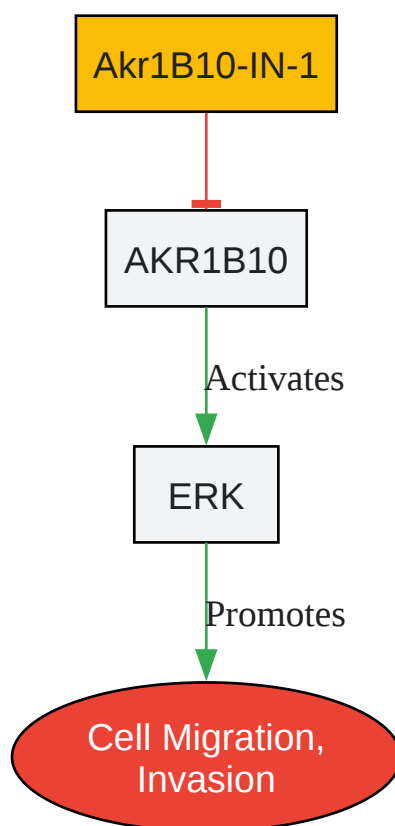 Akr1B10-IN-1
AKR1B10
Activates
ERK
Promotes
Cell Migration,
Invasion